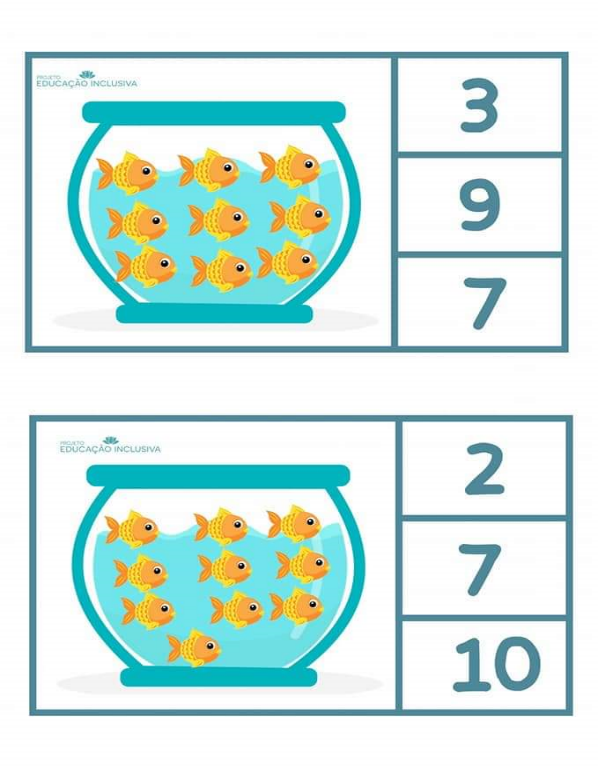 PROJETO
EDUCAÇÃO INCLUSIVA
3
9
7
PROJETO
EDUCAÇÃO INCLUSIVA
2
7
10